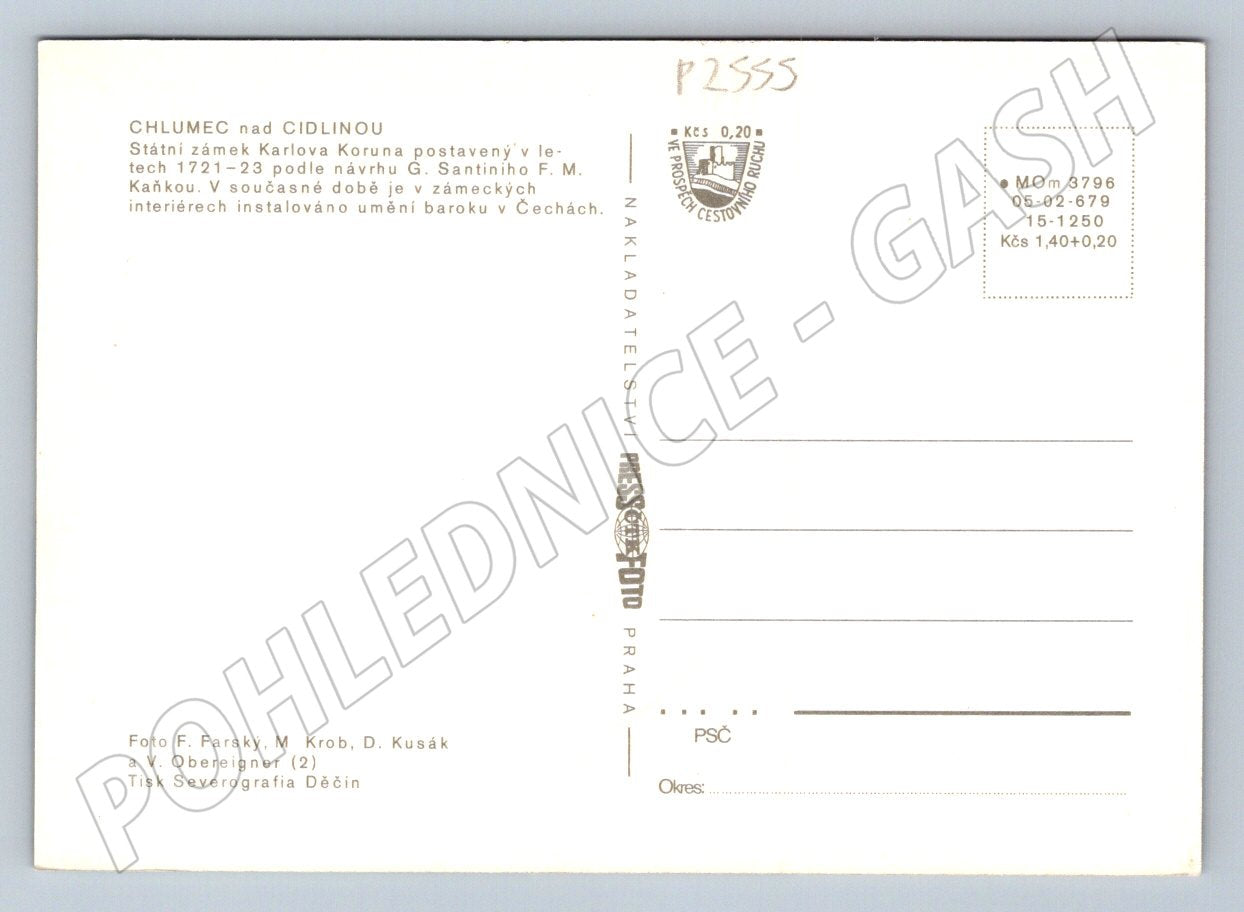 P2555
CHLUMEC nad CIDLINOU
Státní zámek Karlova Koruna postavený v le-
tech 1721–23 podle návrhu G. Santiniho F. M.
Kaňkou. V současné době je v zámeckých
interiérech instalováno umění baroku v Čechách.
Foto F. Farský, M Krob, D. Kusák
a V. Obereigner (2)
Tisk Severografia Děčín
NAKLADATELSTVÍ PRESSČTKFOTO PRAHA
Kčs 0,20
VE PROSPĚCH CESTOVNÍHO RUCHU
MOm 3796
05-02-679
15-1250
Kčs 1,40+0,20
PSČ
Okres:
POHLEDNICE - GASH